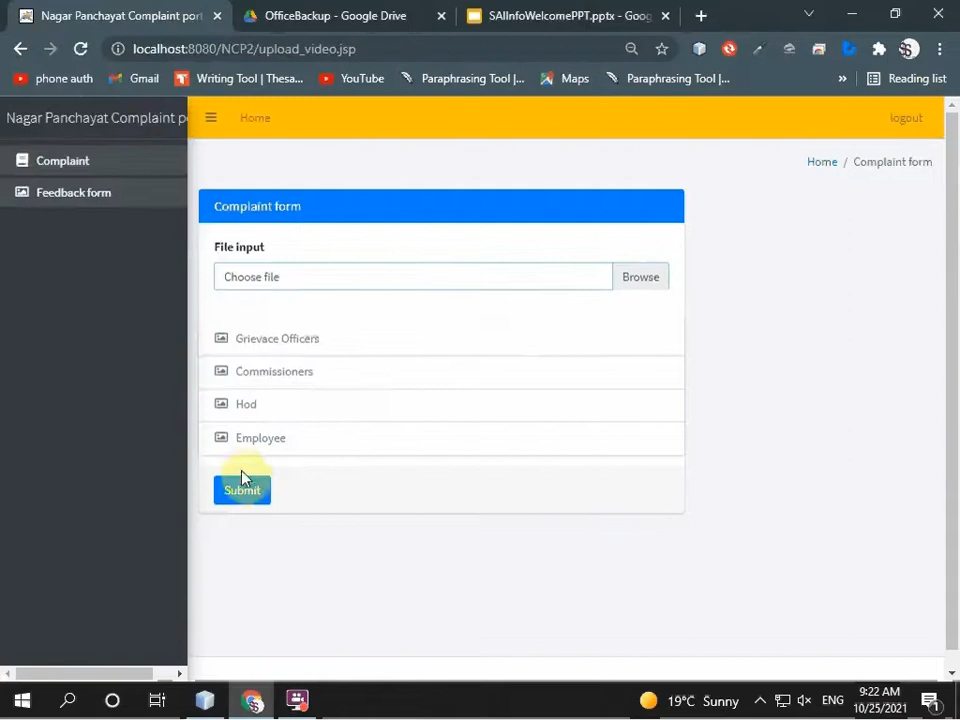 Nagar Panchayat Complaint port
OfficeBackup - Google Drive
SAIInfoWelcomePPT.pptx - Goog
localhost:8080/NCP2/upload_video.jsp
phone auth
Gmail
Writing Tool | Thesa...
YouTube
Paraphrasing Tool |...
Maps
Paraphrasing Tool |...
»
Reading list
Nagar Panchayat Complaint po
Home
logout
Complaint
Feedback form
Home / Complaint form
Complaint form
File input
Choose file
Browse
Grievace Officers
Commissioners
Hod
Employee
Submit
19°C Sunny
ENG
9:22 AM
10/25/2021
1